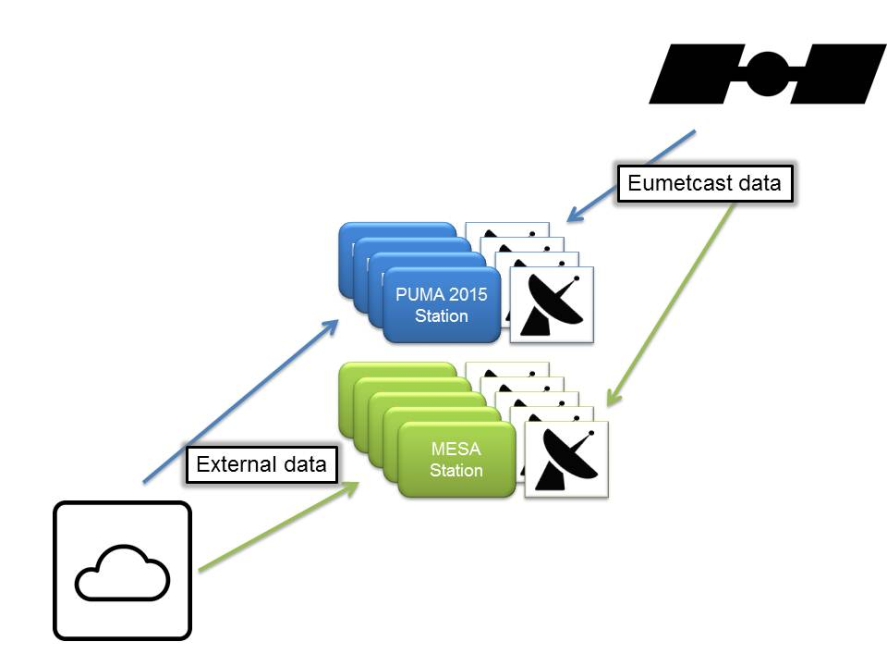 Eumetcast data
PUMA 2015
Station
MESA
Station
External data